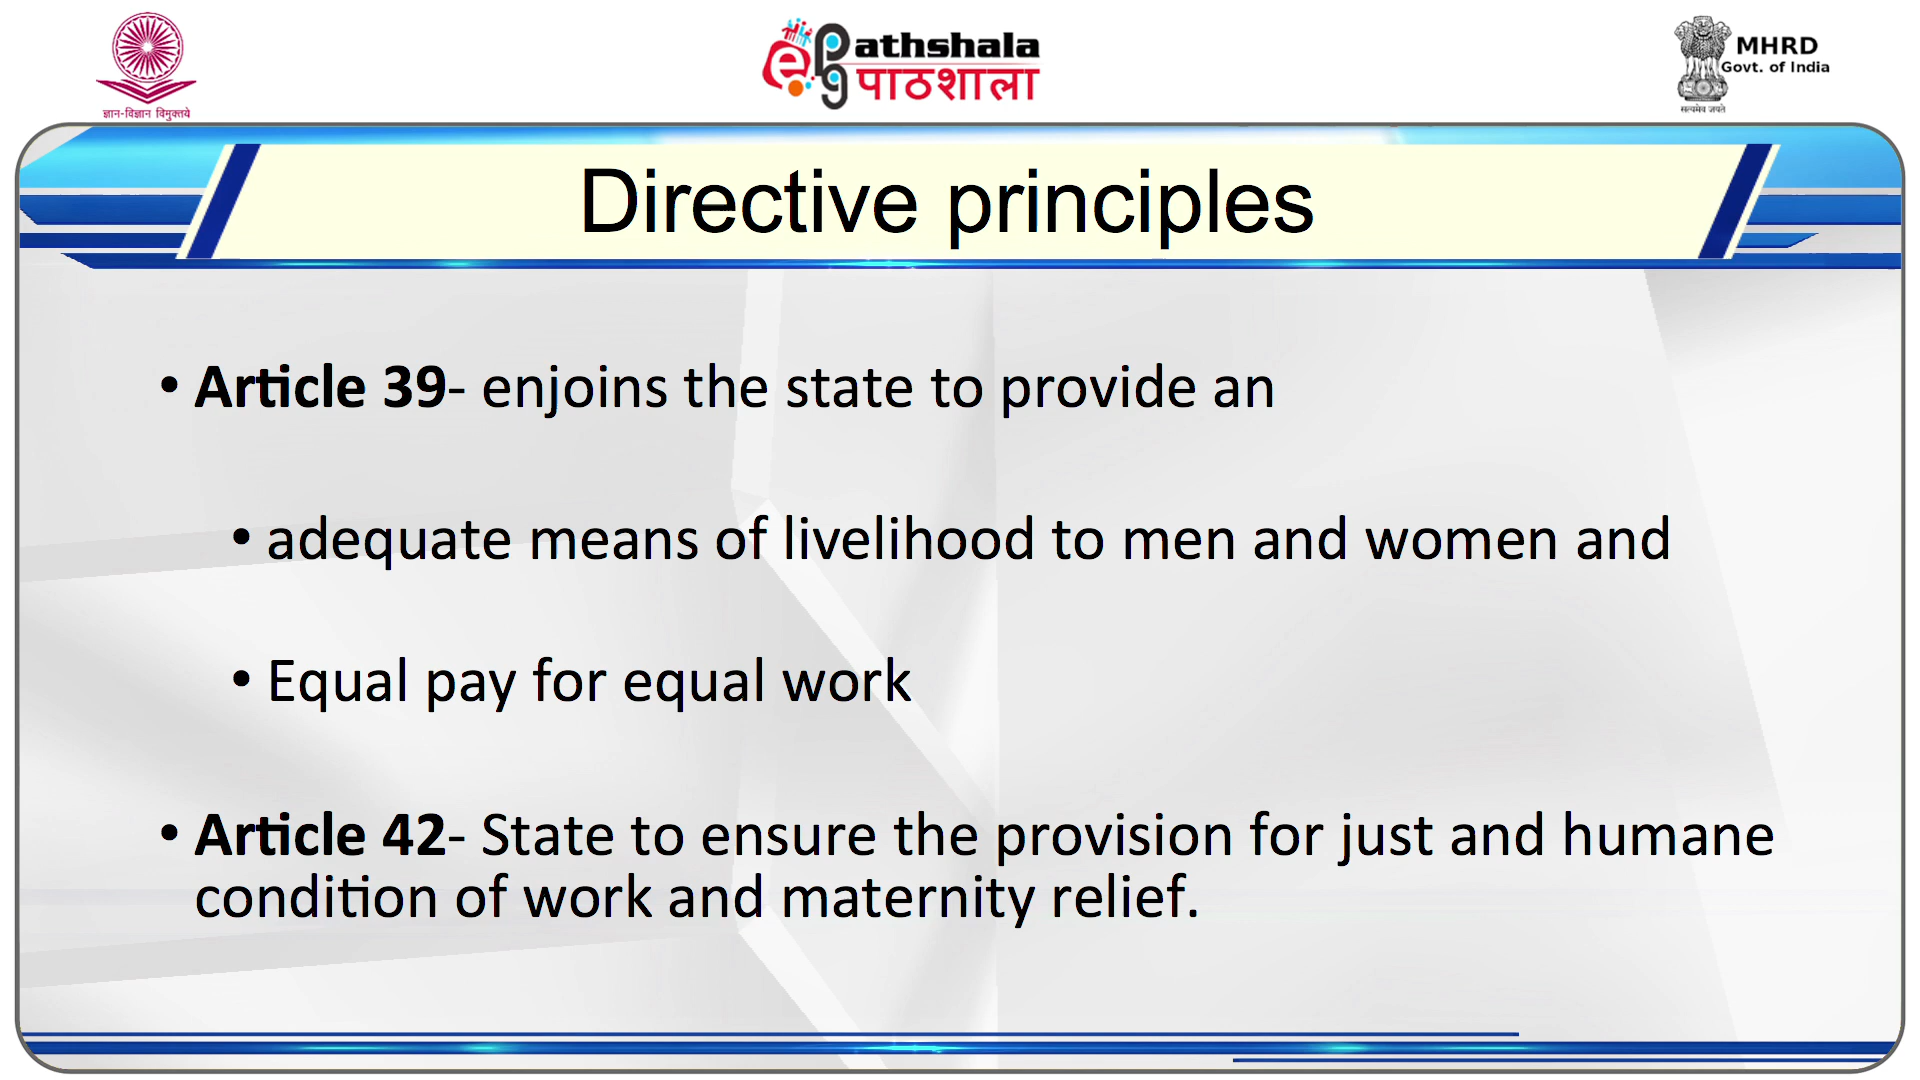 ज्ञान-विज्ञान विमुक्तये
e pg Pathshala
पाठशाला
MHRD
Govt. of India
सत्यमेव जयते
Directive principles
• Article 39- enjoins the state to provide an
• adequate means of livelihood to men and women and
• Equal pay for equal work
• Article 42- State to ensure the provision for just and humane
condition of work and maternity relief.